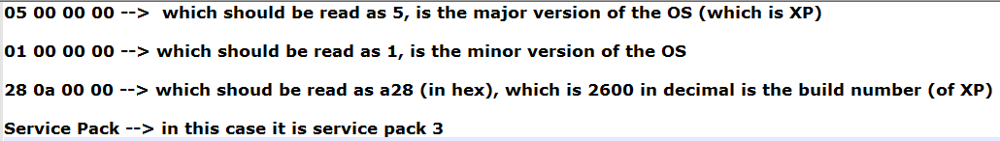 05 00 00 00 --> which should be read as 5, is the major version of the OS (which is XP)
01 00 00 00 --> which should be read as 1, is the minor version of the OS
28 0a 00 00 --> which shoud be read as a28 (in hex), which is 2600 in decimal is the build number (of XP)
Service Pack --> in this case it is service pack 3